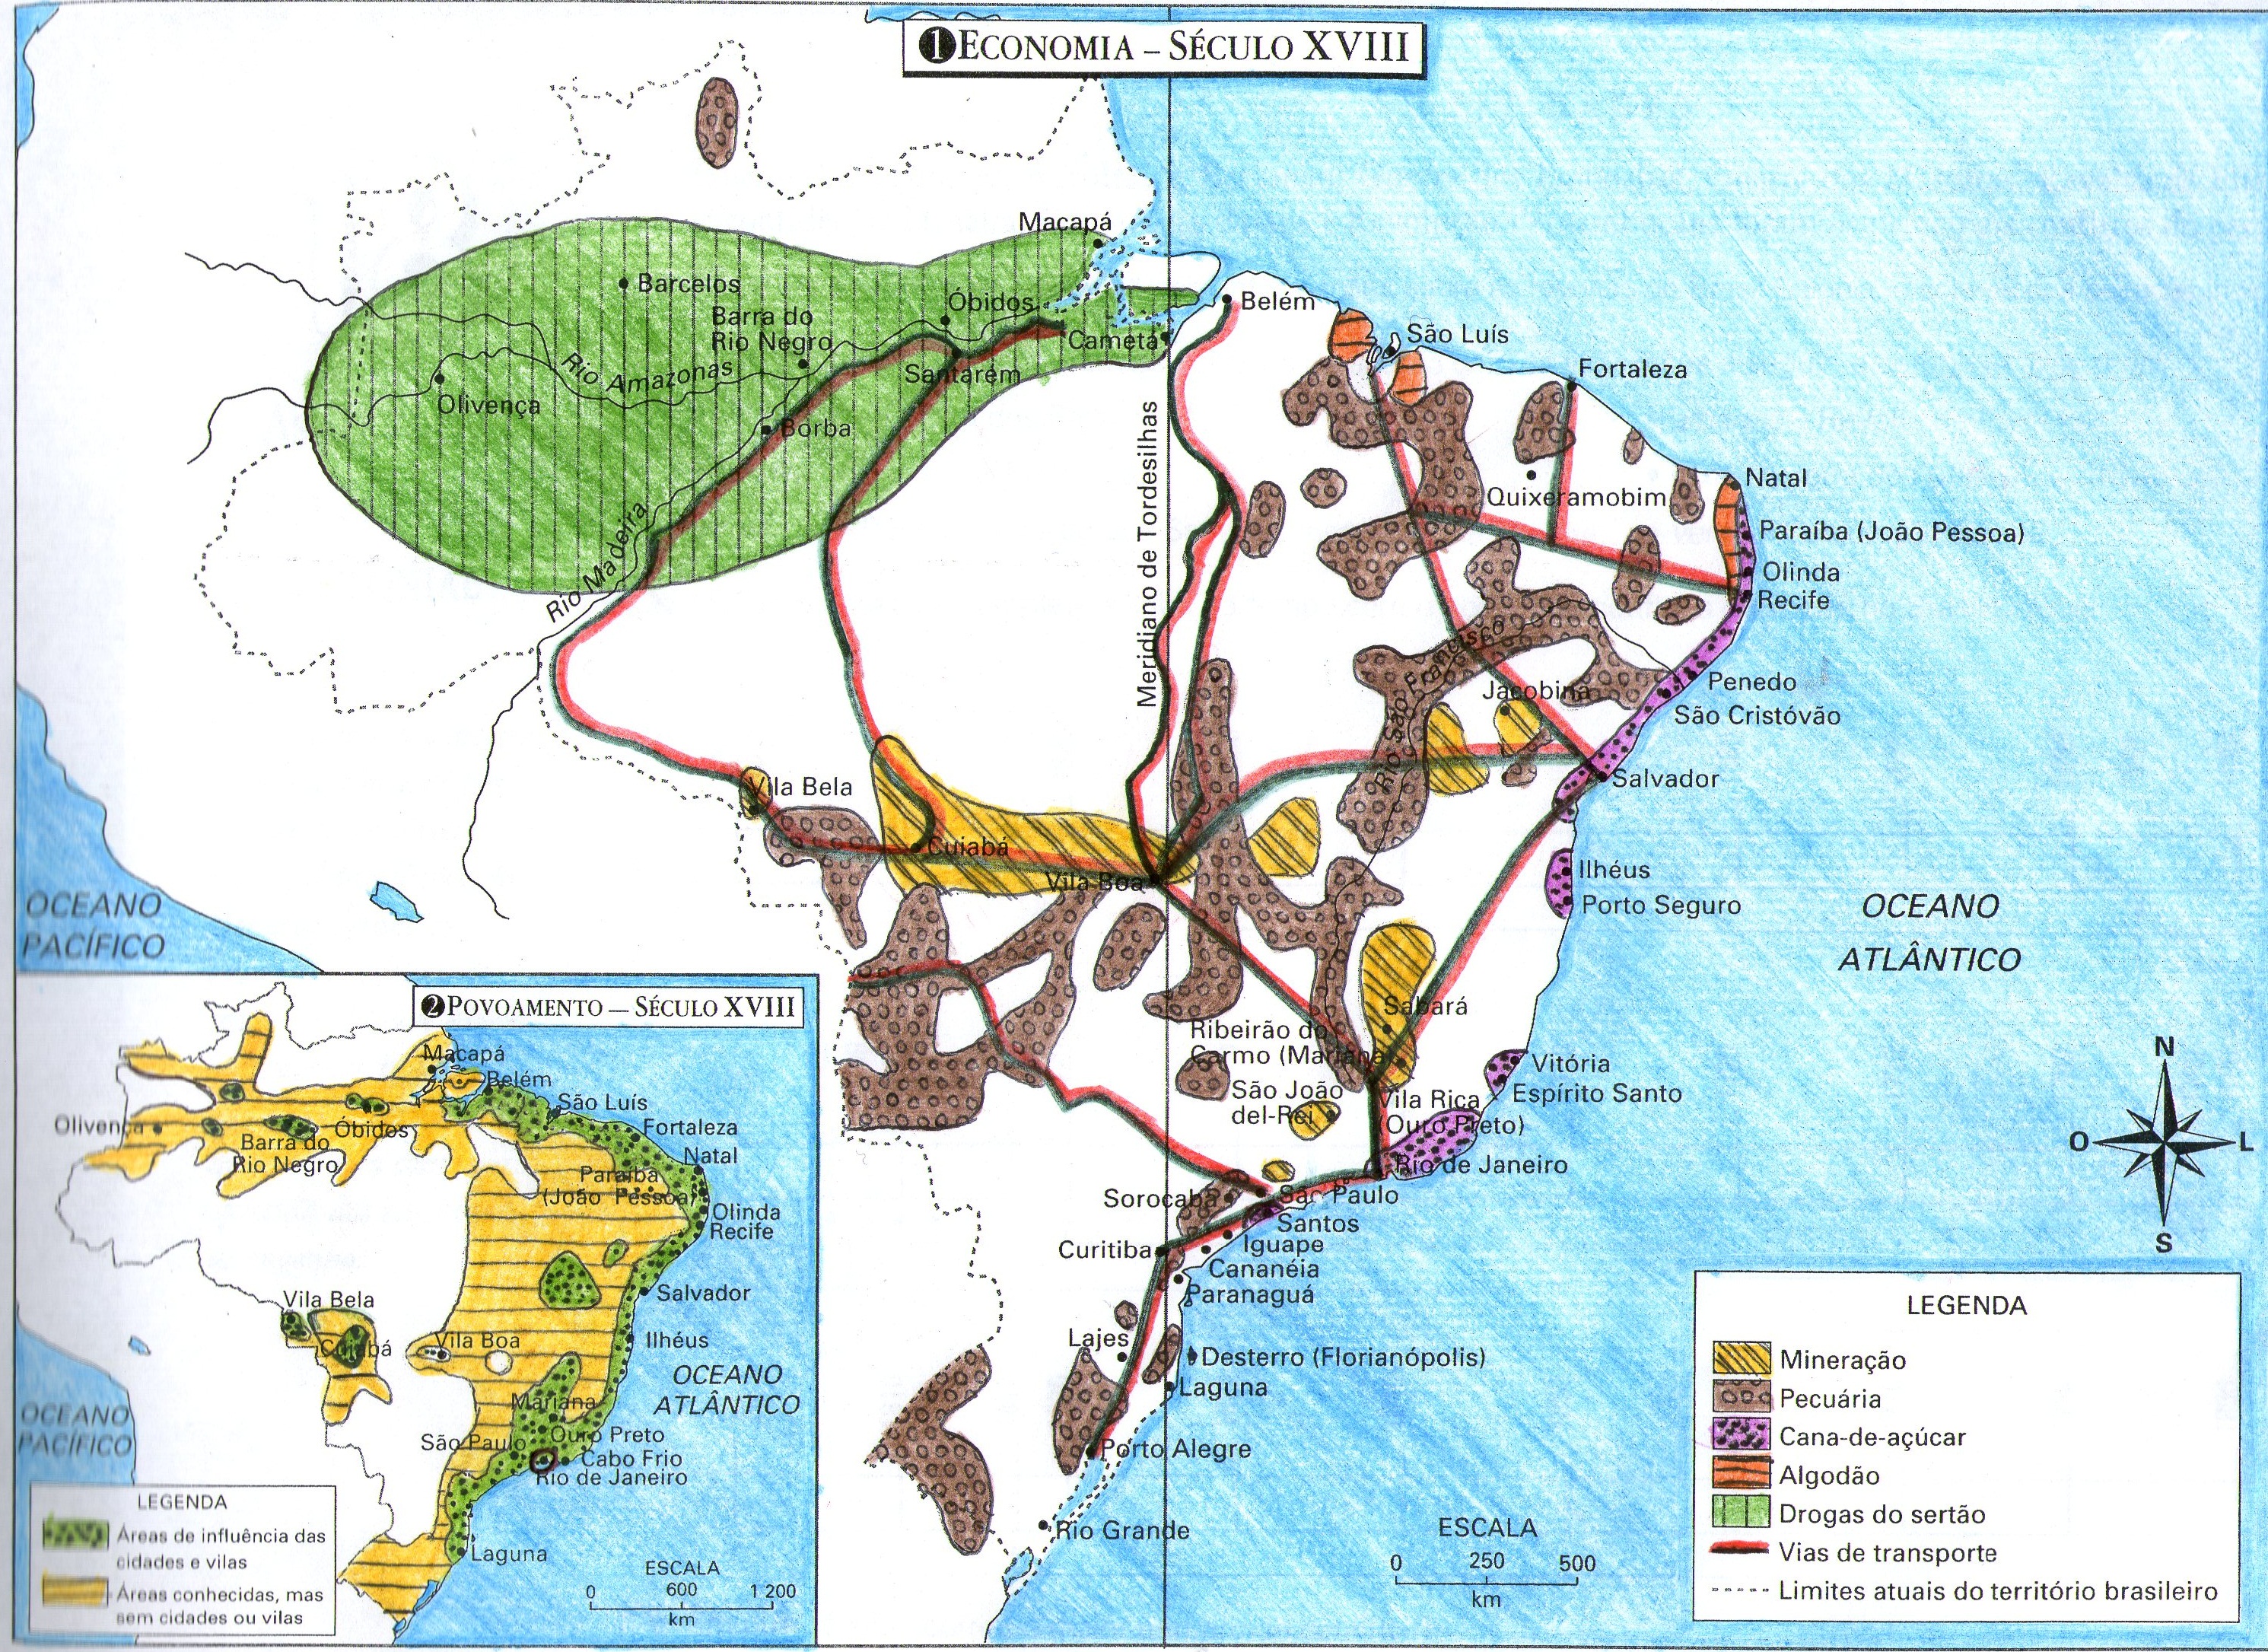 1 ECONOMIA – SÉCULO XVIII
Macapá
Barcelos
Óbidos
Belém
Barra do
Rio Negro
Cametá
São Luís
Rio Amazonas
Santarém
Fortaleza
Olivença
Borba
Meridiano de Tordesilhas
Natal
Quixeramobim
Rio Madeira
Paraíba (João Pessoa)
Olinda
Recife
Rio São Francisco
Penedo
Jacobina
São Cristóvão
Vila Bela
Salvador
Cuiabá
Vila Boa
Ilhéus
Porto Seguro
OCEANO
PACÍFICO
OCEANO
ATLÂNTICO
Sabará
Ribeirão do
Carmo (Mariana)
Vitória
São João
del-Rei
Vila Rica
(Ouro Preto)
Espírito Santo
Rio de Janeiro
Sorocaba
São Paulo
Santos
Curitiba
Iguape
Cananéia
Paranaguá
Lajes
Desterro (Florianópolis)
Laguna
Porto Alegre
Rio Grande
N
O
L
S
ESCALA
0 250 500
km
LEGENDA
Mineração
Pecuária
Cana-de-açúcar
Algodão
Drogas do sertão
Vias de transporte
Limites atuais do território brasileiro
2 POVOAMENTO — SÉCULO XVIII
Macapá
Belém
São Luís
Olivença
Óbidos
Fortaleza
Barra do
Rio Negro
Natal
Paraíba
(João Pessoa)
Olinda
Recife
Vila Bela
Salvador
Cuiabá
Vila Boa
Ilhéus
OCEANO
ATLÂNTICO
Mariana
OCEANO
PACÍFICO
São Paulo
Ouro Preto
Cabo Frio
Rio de Janeiro
Laguna
LEGENDA
Áreas de influência das
cidades e vilas
Áreas conhecidas, mas
sem cidades ou vilas
ESCALA
0 600 1 200
km